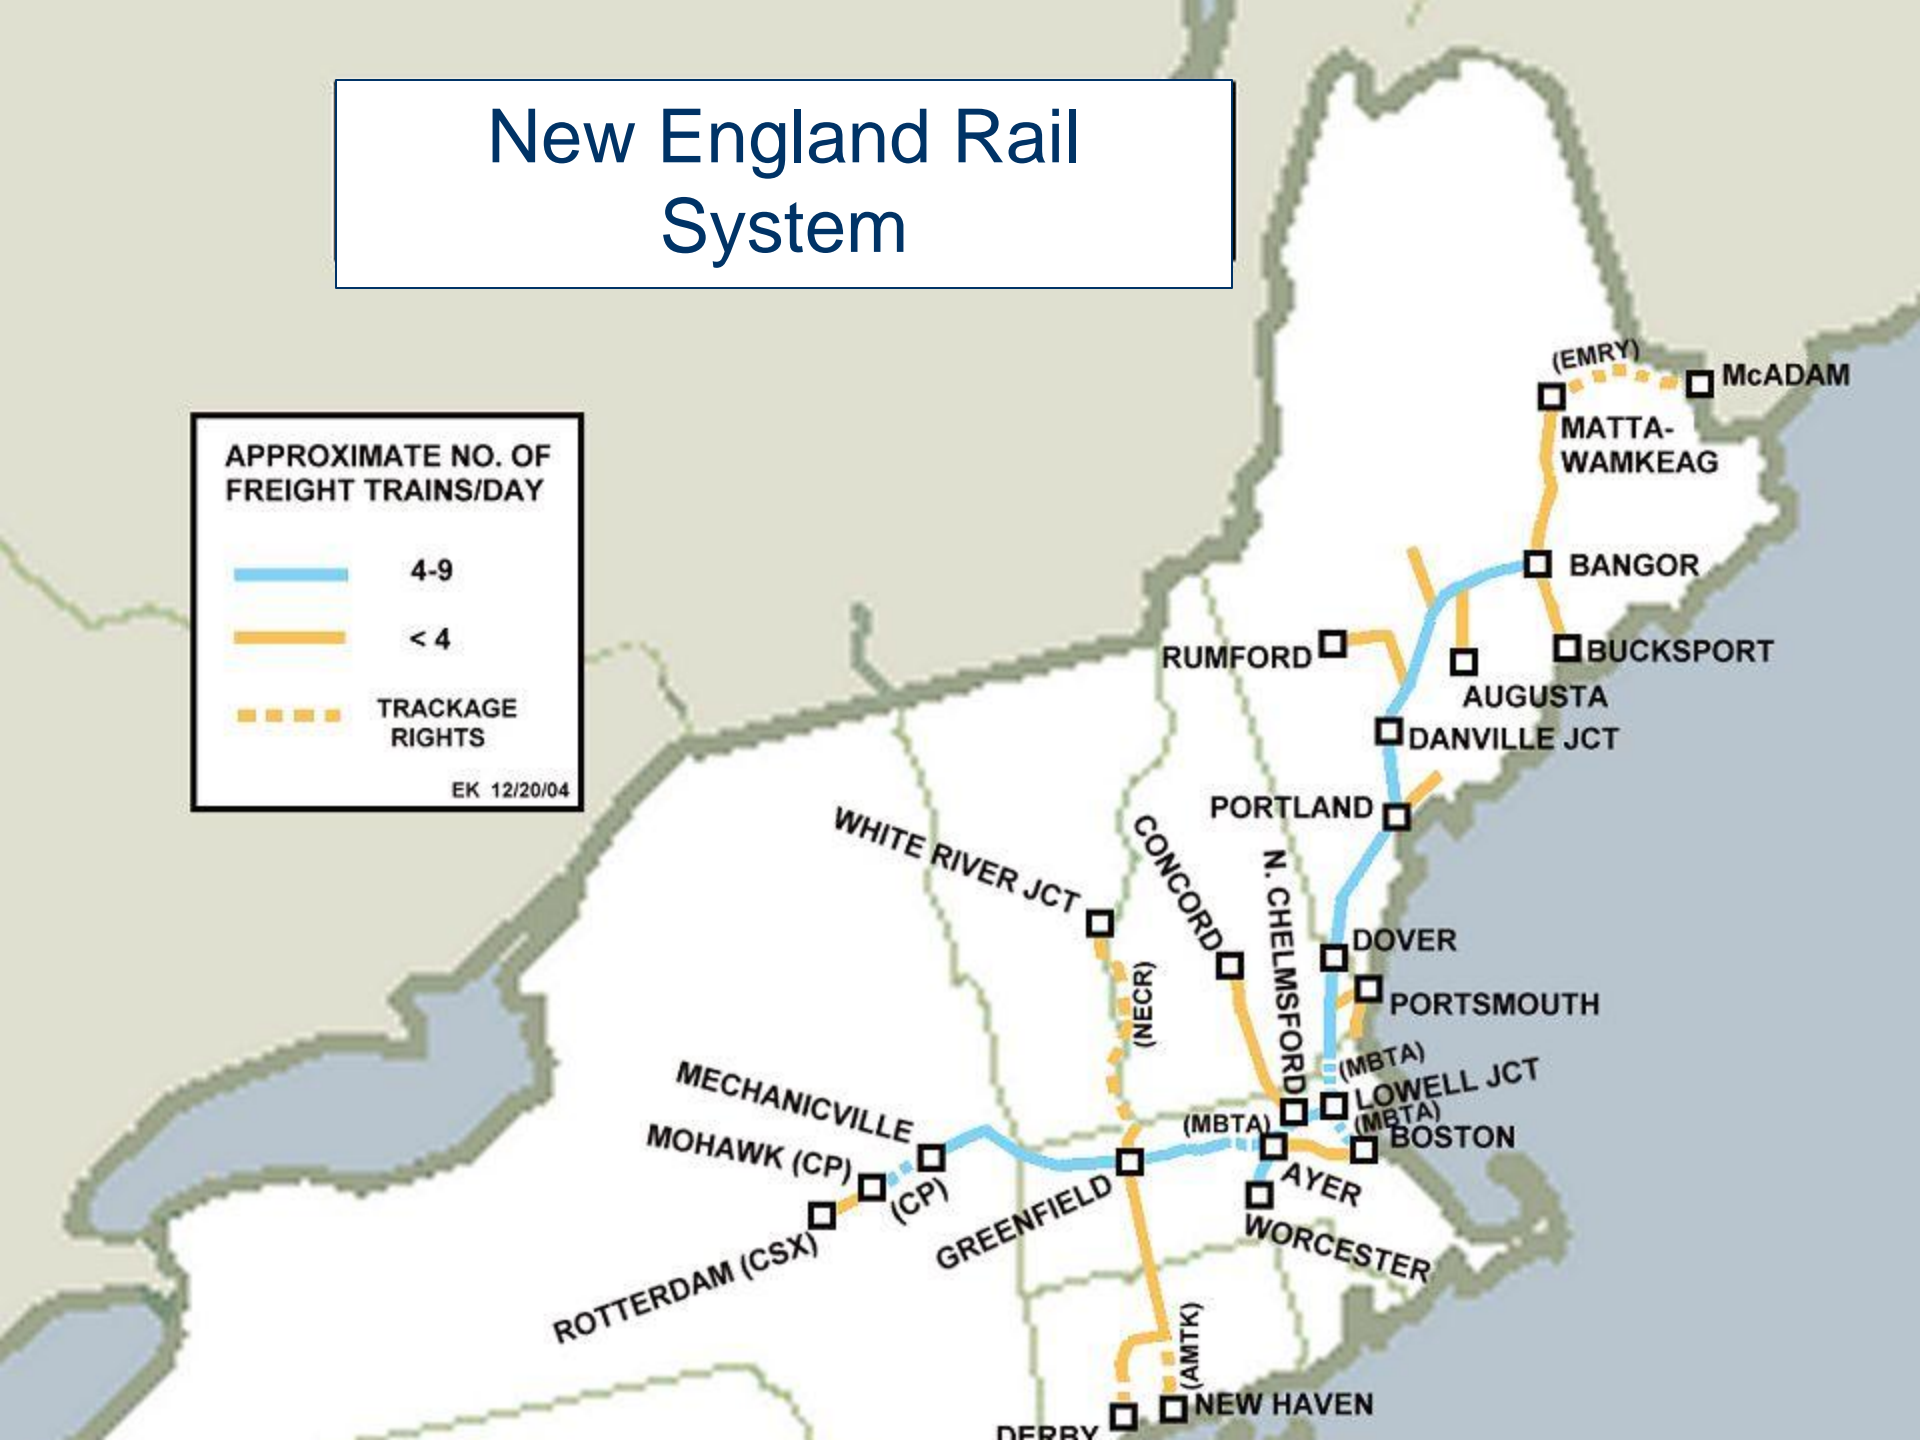 New England Rail
System
APPROXIMATE NO. OF
FREIGHT TRAINS/DAY
4-9
< 4
TRACKAGE
RIGHTS
EK 12/20/04
(EMRY)
McADAM
MATTA-
WAMKEAG
BANGOR
RUMFORD
BUCKSPORT
AUGUSTA
DANVILLE JCT
PORTLAND
WHITE RIVER JCT
CONCORD
N. CHELMSFORD
DOVER
PORTSMOUTH
(NECR)
(MBTA)
LOWELL JCT
(MBTA)
BOSTON
(MBTA)
MECHANICVILLE
MOHAWK (CP)
(CP)
ROTTERDAM (CSX)
GREENFIELD
AYER
WORCESTER
(AMTK)
NEW HAVEN
DERBY